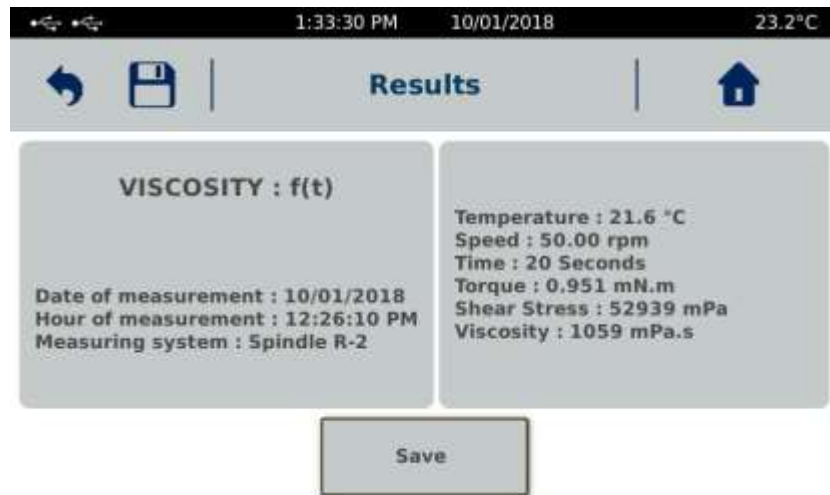 1:33:30 PM 10/01/2018 23.2°C
Results
VISCOSITY : f(t)
Date of measurement : 10/01/2018
Hour of measurement : 12:26:10 PM
Measuring system : Spindle R-2
Temperature : 21.6 °C
Speed : 50.00 rpm
Time : 20 Seconds
Torque : 0.951 mN.m
Shear Stress : 52939 mPa
Viscosity : 1059 mPa.s
Save